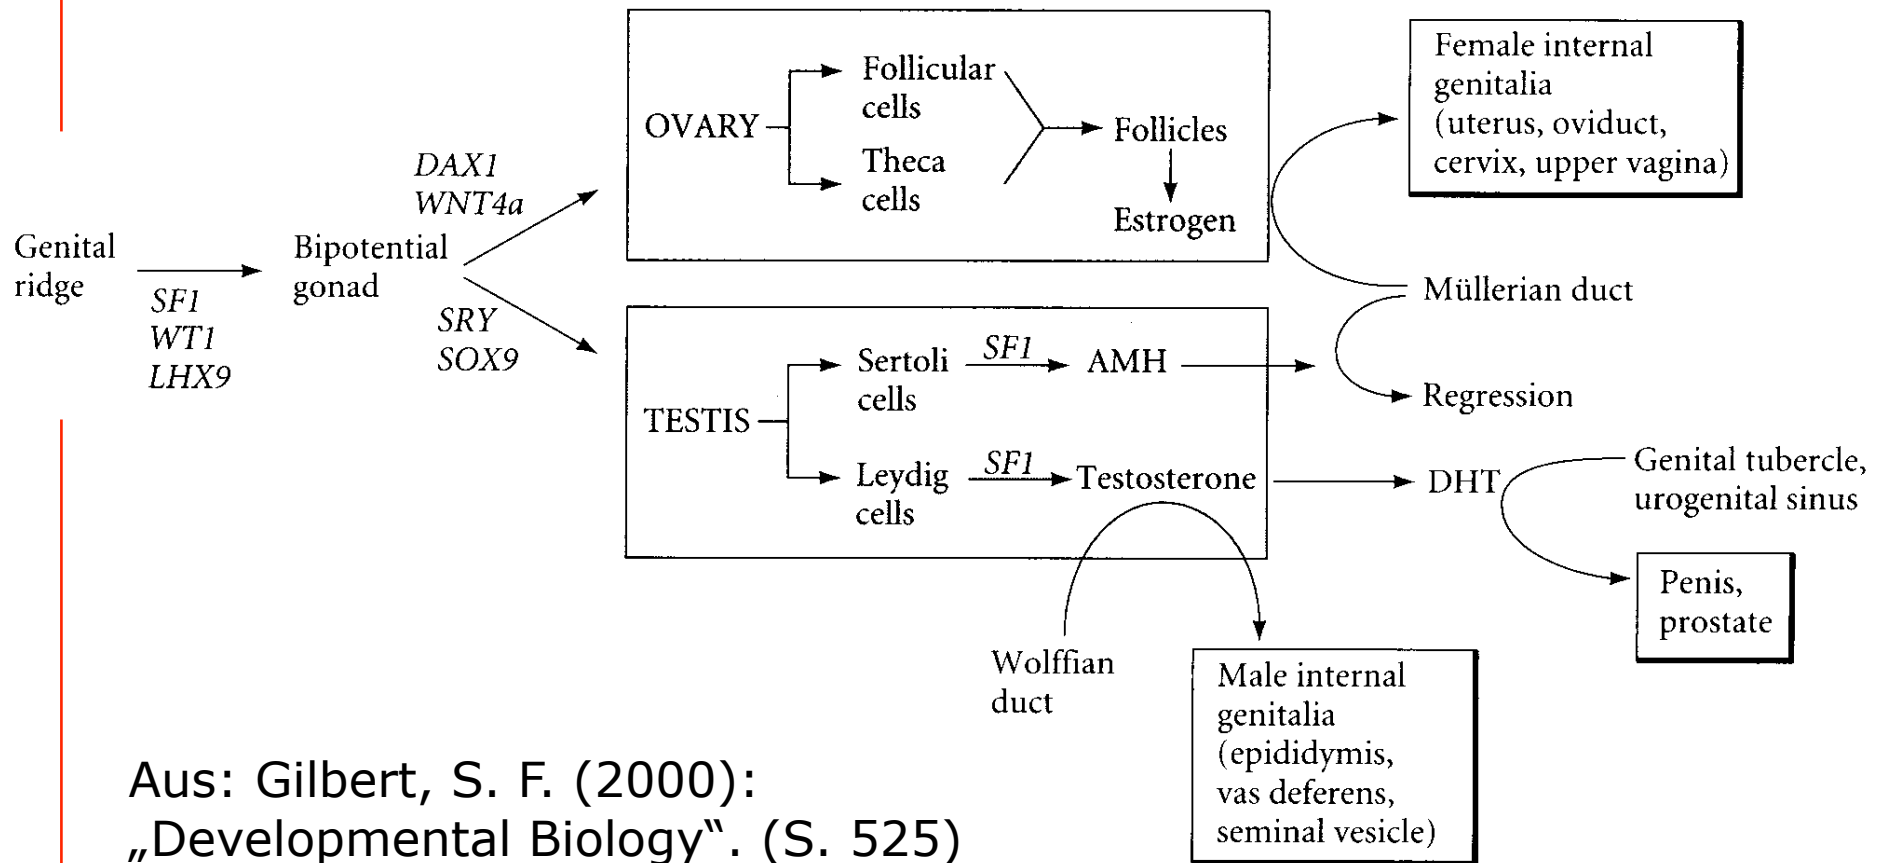 Genital
ridge
SF1
WT1
LHX9
Bipotential
gonad
DAX1
WNT4a
SRY
SOX9
OVARY
Follicular
cells
Theca
cells
Follicles
Estrogen
TESTIS
Sertoli
cells
SF1
AMH
Leydig
cells
SF1
Testosterone
Female internal
genitalia
(uterus, oviduct,
cervix, upper vagina)
Müllerian duct
Regression
DHT
Genital tubercle,
urogenital sinus
Penis,
prostate
Wolffian
duct
Male internal
genitalia
(epididymis,
vas deferens,
seminal vesicle)
Aus: Gilbert, S. F. (2000):
„Developmental Biology“. (S. 525)